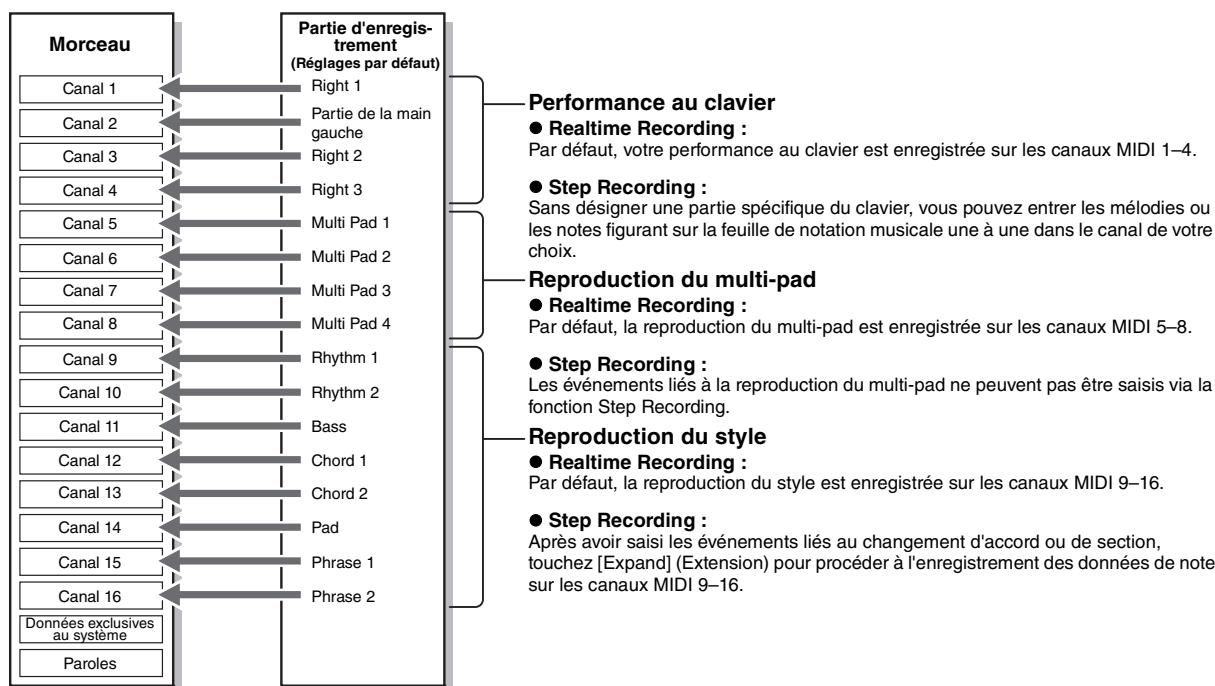 Morceau
Canal 1
Canal 2
Canal 3
Canal 4
Canal 5
Canal 6
Canal 7
Canal 8
Canal 9
Canal 10
Canal 11
Canal 12
Canal 13
Canal 14
Canal 15
Canal 16
Données exclusives
au système
Paroles
Partie d'enregis-
trement
(Réglages par défaut)
Right 1
Partie de la main
gauche
Right 2
Right 3
Multi Pad 1
Multi Pad 2
Multi Pad 3
Multi Pad 4
Rhythm 1
Rhythm 2
Bass
Chord 1
Chord 2
Pad
Phrase 1
Phrase 2
Performance au clavier
● Realtime Recording :
Par défaut, votre performance au clavier est enregistrée sur les canaux MIDI 1–4.
● Step Recording :
Sans désigner une partie spécifique du clavier, vous pouvez entrer les mélodies ou
les notes figurant sur la feuille de notation musicale une à une dans le canal de votre
choix.
Reproduction du multi-pad
● Realtime Recording :
Par défaut, la reproduction du multi-pad est enregistrée sur les canaux MIDI 5–8.
● Step Recording :
Les événements liés à la reproduction du multi-pad ne peuvent pas être saisis via la
fonction Step Recording.
Reproduction du style
● Realtime Recording :
Par défaut, la reproduction du style est enregistrée sur les canaux MIDI 9–16.
● Step Recording :
Après avoir saisi les événements liés au changement d'accord ou de section,
touchez [Expand] (Extension) pour procéder à l'enregistrement des données de note
sur les canaux MIDI 9–16.